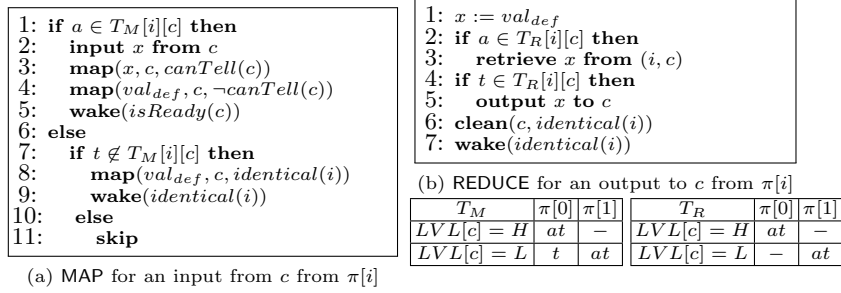 1: if a ∈ T_M[i][c] then
2: input x from c
3: map(x, c, canTell(c))
4: map(val_def, c, ¬canTell(c))
5: wake(isReady(c))
6: else
7: if t ∉ T_M[i][c] then
8: map(val_def, c, identical(i))
9: wake(identical(i))
10: else
11: skip
(a) MAP for an input from c from π[i]
1: x := val_def
2: if a ∈ T_R[i][c] then
3: retrieve x from (i, c)
4: if t ∈ T_R[i][c] then
5: output x to c
6: clean(c, identical(i))
7: wake(identical(i))
(b) REDUCE for an output to c from π[i]
T_M π[0] π[1]
LVL[c] = H at −
LVL[c] = L t at
T_R π[0] π[1]
LVL[c] = H at −
LVL[c] = L − at